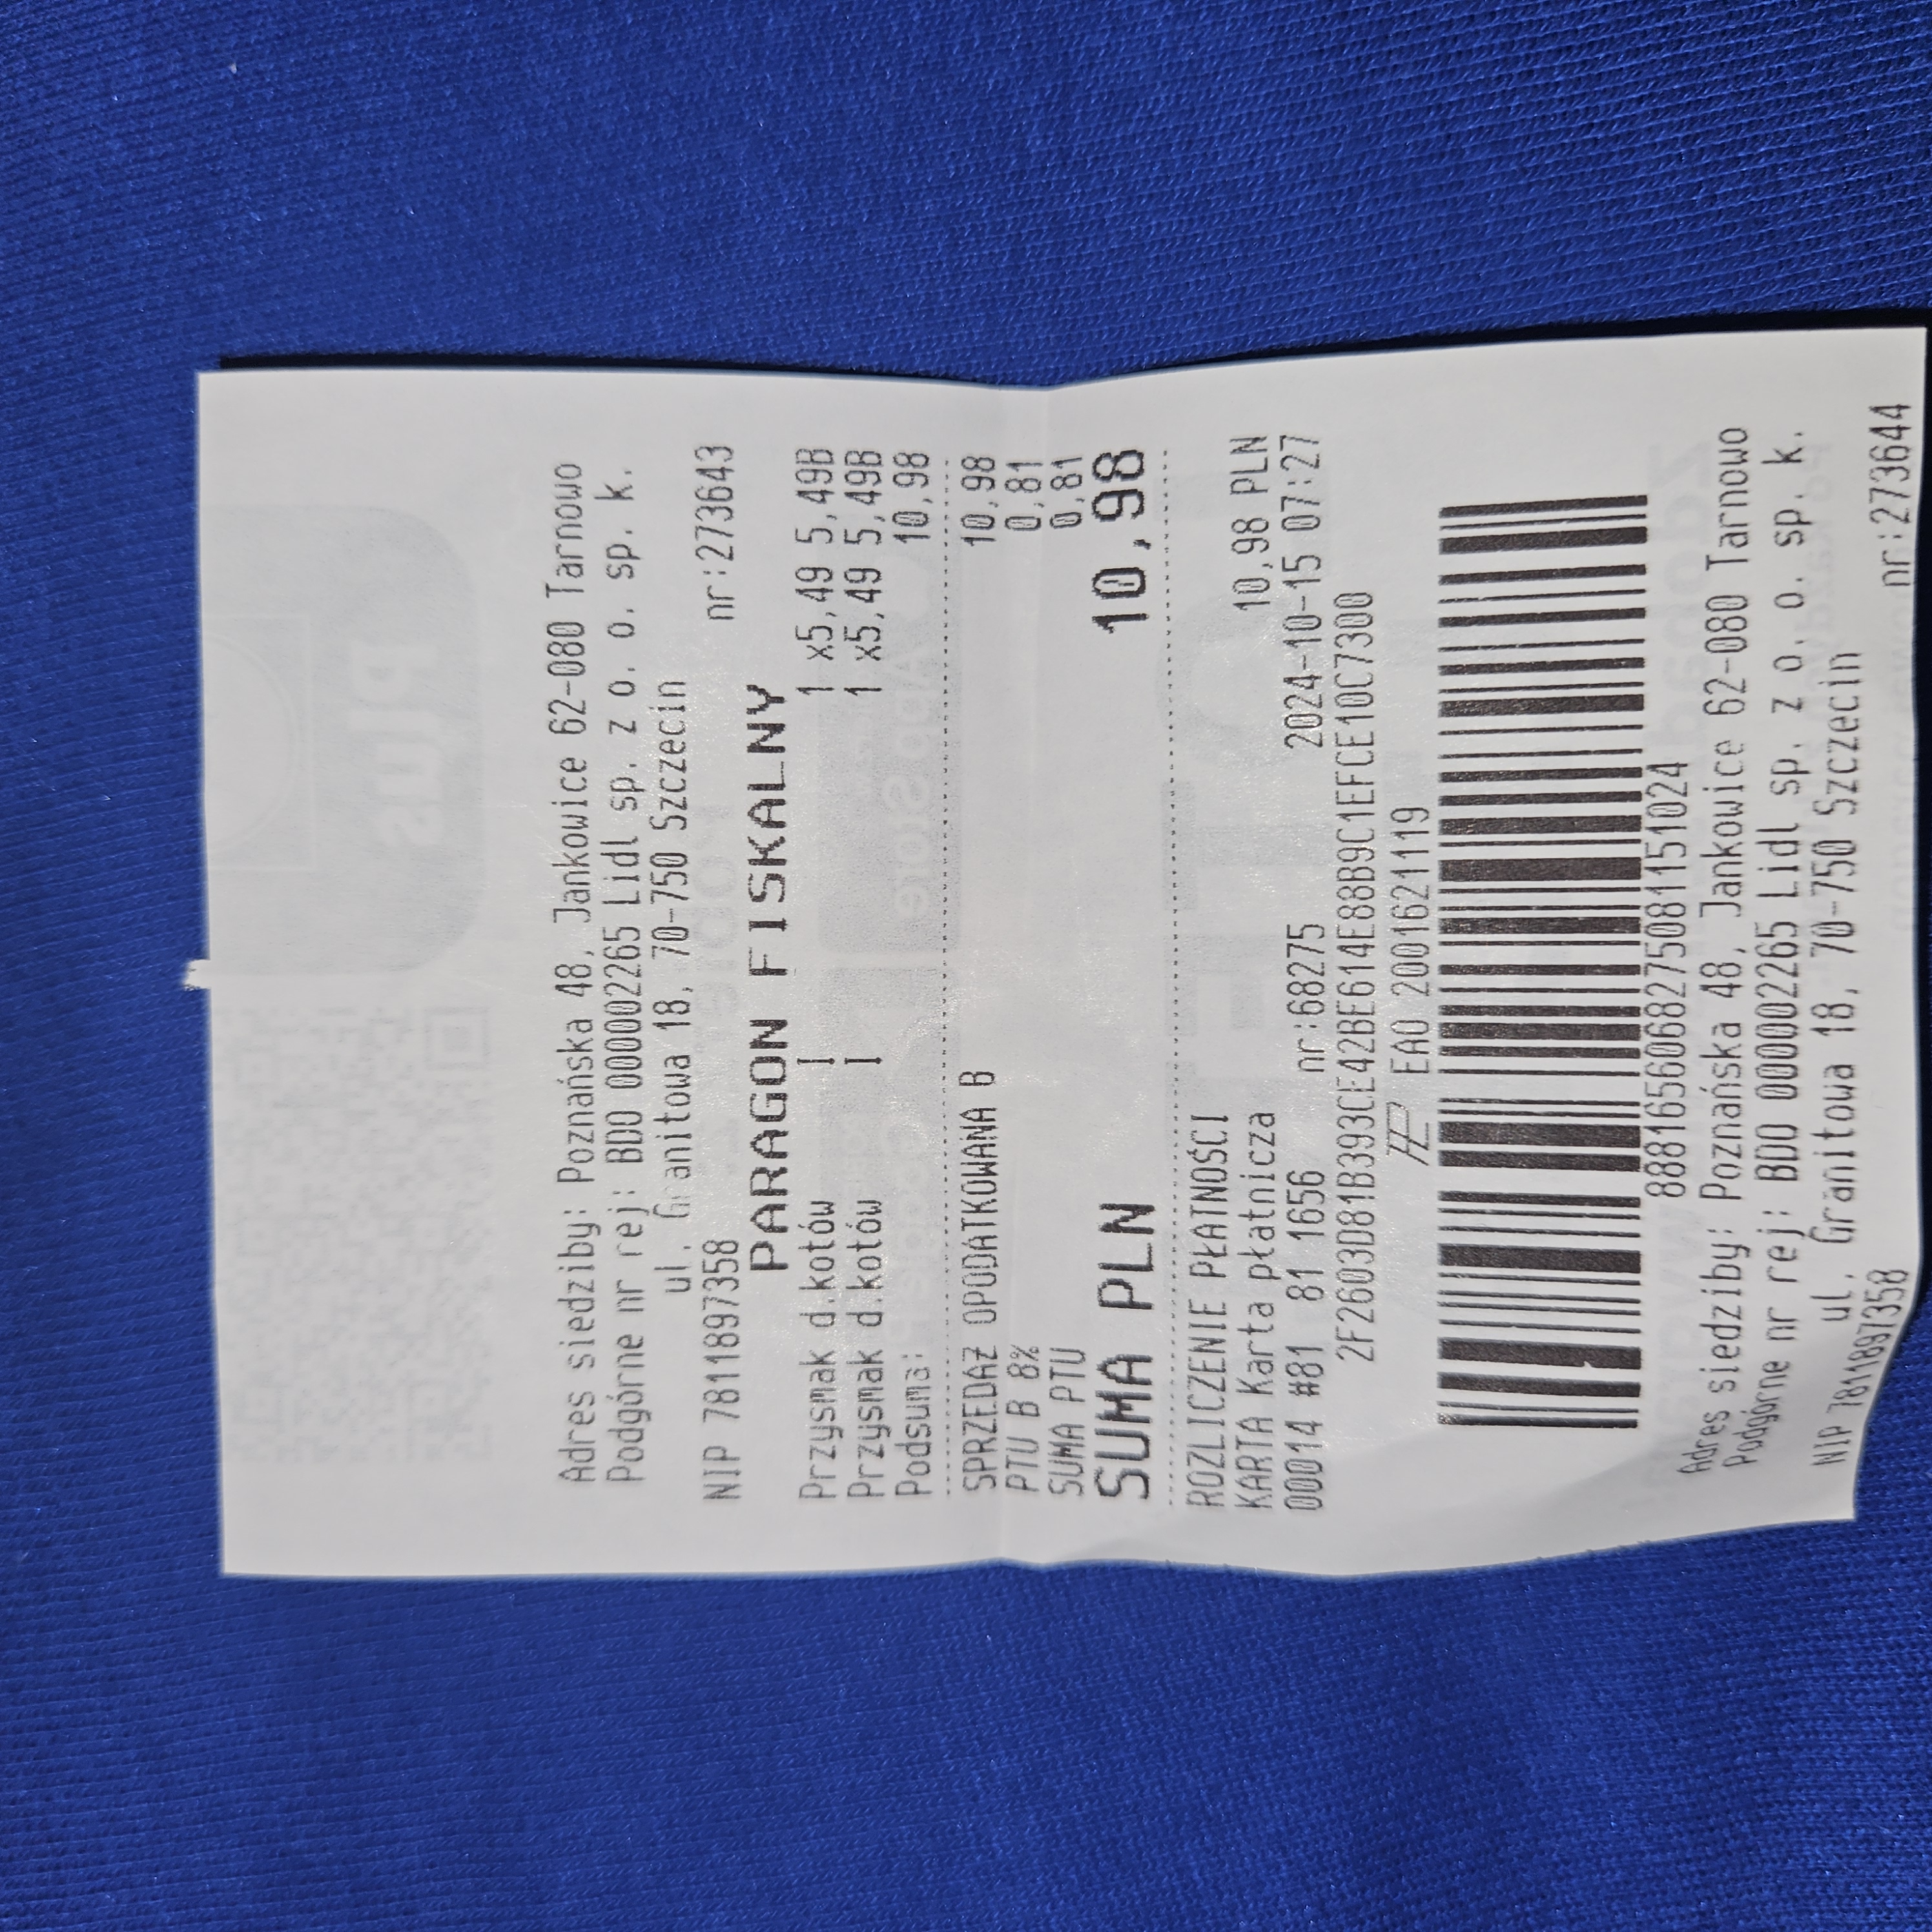 Plus
Adres siedziby: Poznańska 48, Jankowice 62-080 Tarnowo
Podgórne nr rej: BDO 000002265 Lidl sp. z o. o. sp. k.
ul. Granitowa 18, 70-750 Szczecin
NIP 7811897358 nr:273643
PARAGON FISKALNY
Przysmak d.kotów I 1 x5,49 5,49B
Przysmak d.kotów I 1 x5,49 5,49B
Podsuma: 10,98
SPRZEDAŻ OPODATKOWANA B 10,98
PTU B 8% 0,81
SUMA PTU 0,81
SUMA PLN 10,98
ROZLICZENIE PŁATNOŚCI
KARTA Karta płatnicza 10,98 PLN
00014 #81 81 1656 nr:68275 2024-10-15 07:27
2F2603D81B393CE42BE614E88B9C1EFCE10C7300
EAO 2001621119
8881656068275081151024
Adres siedziby: Poznańska 48, Jankowice 62-080 Tarnowo
Podgórne nr rej: BDO 000002265 Lidl sp. z o. o. sp. k.
ul. Granitowa 18, 70-750 Szczecin
NIP 7811897358 nr:273644